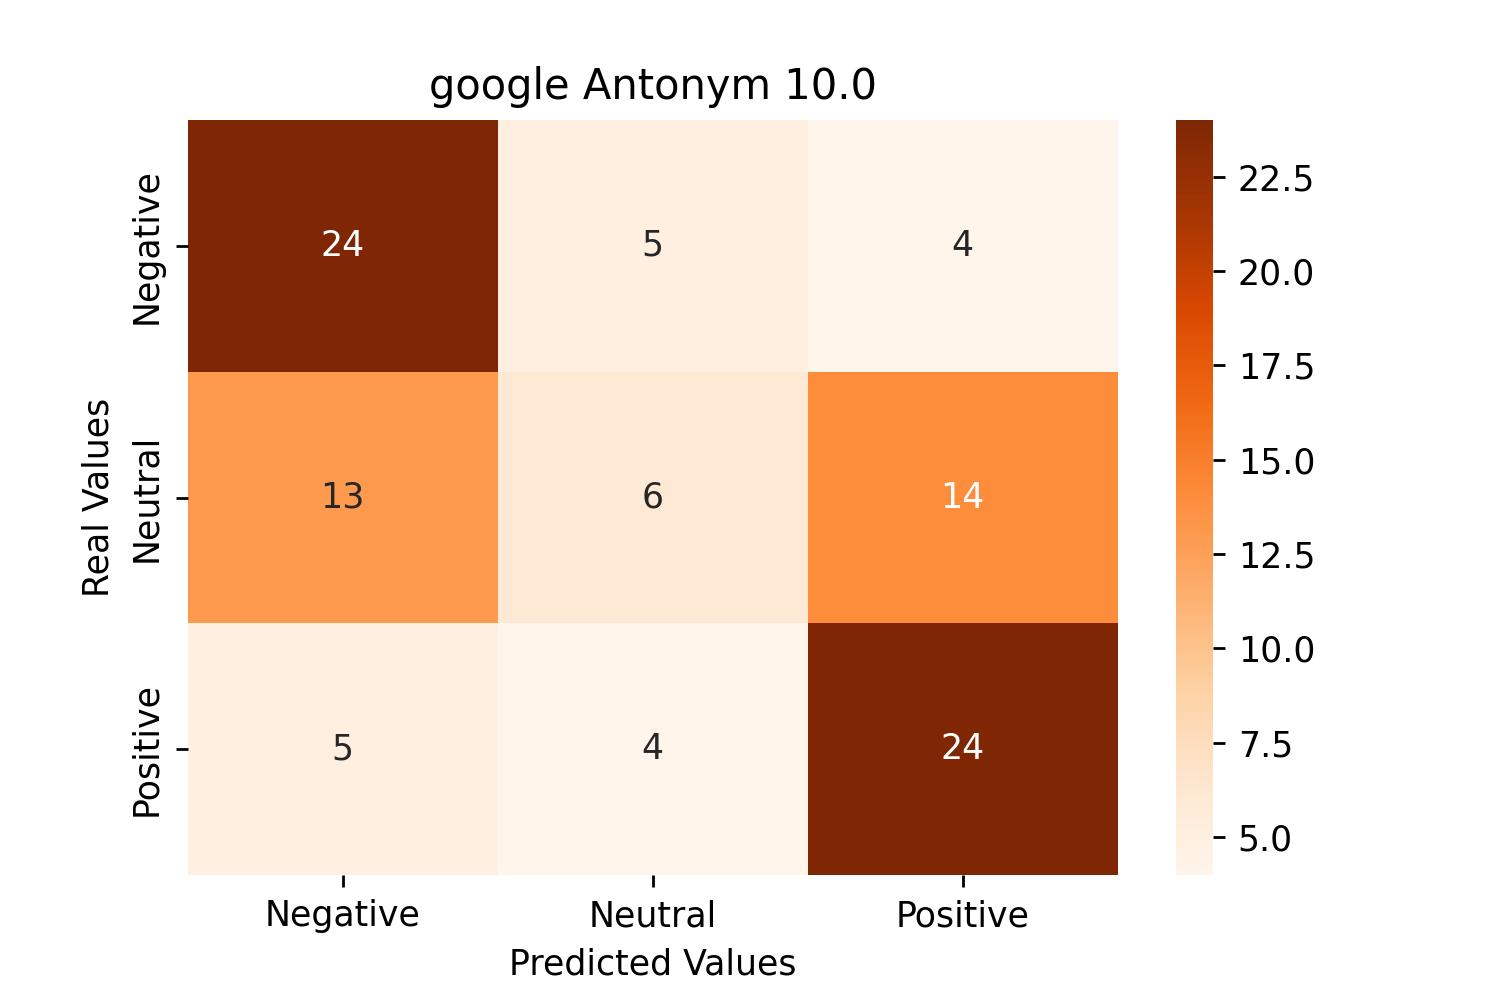 google Antonym 10.0
Real Values
Negative
24 5 4
Neutral
13 6 14
Positive
5 4 24
Negative Neutral Positive
Predicted Values
22.5
20.0
17.5
15.0
12.5
10.0
7.5
5.0